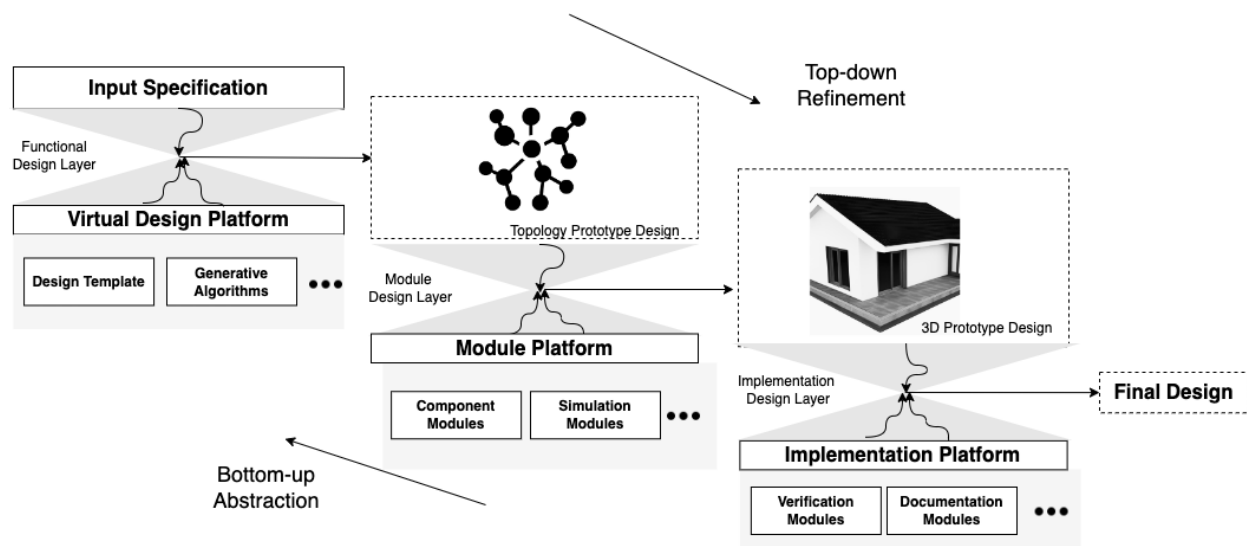 Input Specification
Functional
Design Layer
Virtual Design Platform
Design Template
Generative
Algorithms
Top-down
Refinement
Topology Prototype Design
Module
Design Layer
Module Platform
Component
Modules
Simulation
Modules
3D Prototype Design
Implementation
Design Layer
Final Design
Implementation Platform
Verification
Modules
Documentation
Modules
Bottom-up
Abstraction